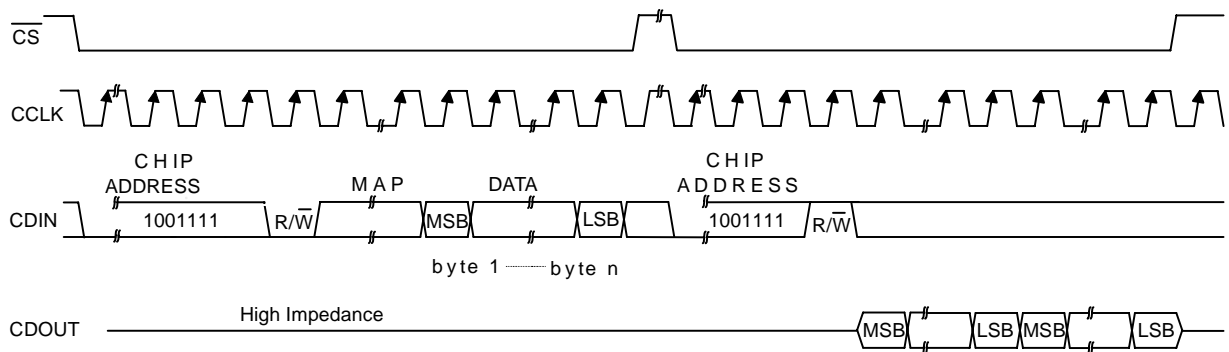 CS
CCLK
CHIP
ADDRESS
MAP
DATA
CHIP
ADDRESS
CDIN
1001111
R/W
MSB
LSB
1001111
R/W
byte 1
byte n
High Impedance
CDOUT
MSB
LSB
MSB
LSB